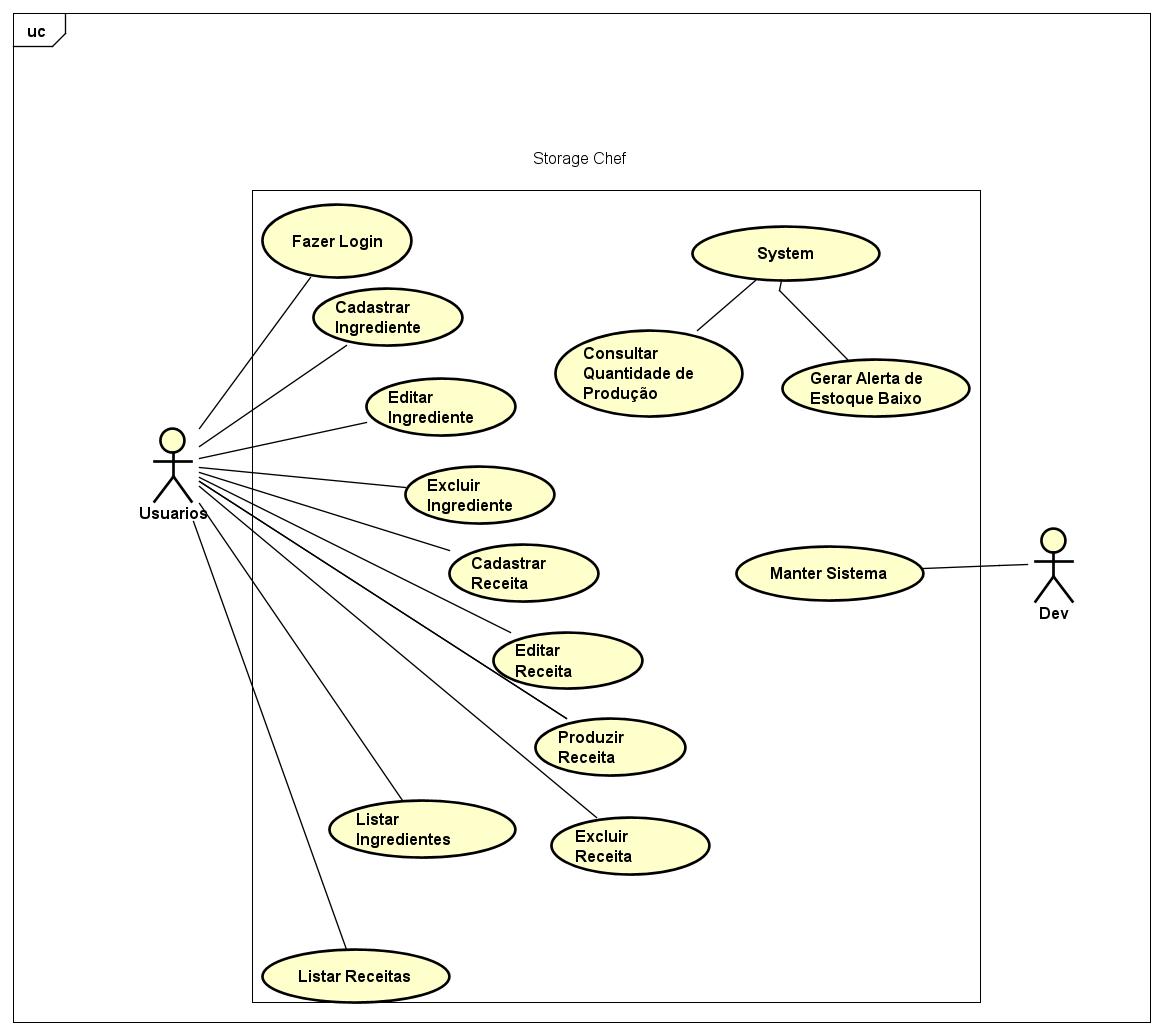 uc
Storage Chef
Fazer Login
System
Cadastrar
Ingrediente
Consultar
Quantidade de
Produção
Gerar Alerta de
Estoque Baixo
Editar
Ingrediente
Excluir
Ingrediente
Usuarios
Cadastrar
Receita
Manter Sistema
Dev
Editar
Receita
Produzir
Receita
Listar
Ingredientes
Excluir
Receita
Listar Receitas